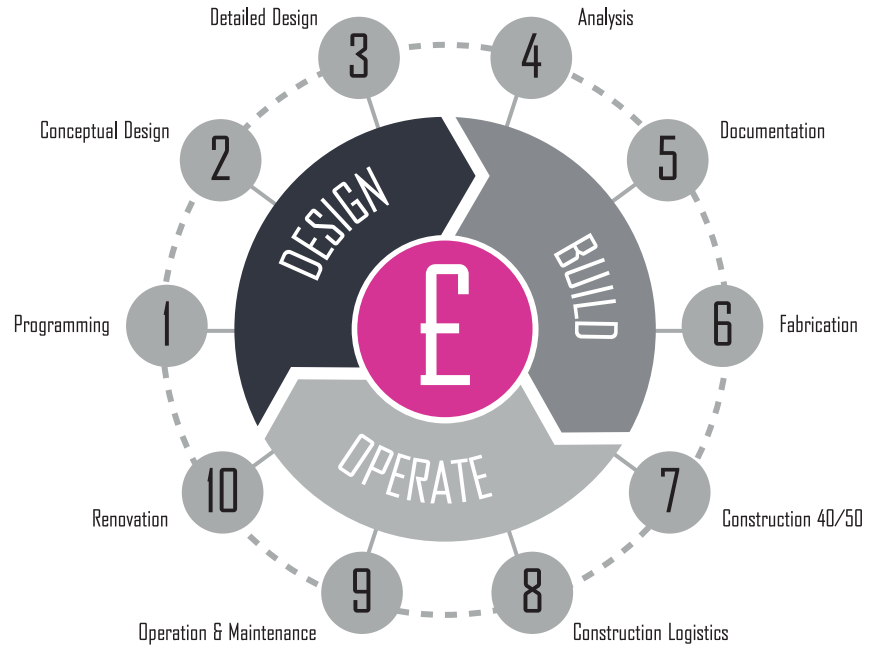 Detailed Design
3
4
Analysis
Conceptual Design
2
5
Documentation
DESIGN
BUILD
£
Programming
1
6
Fabrication
OPERATE
10
Renovation
7
Construction 40/50
9
Operation & Maintenance
8
Construction Logistics